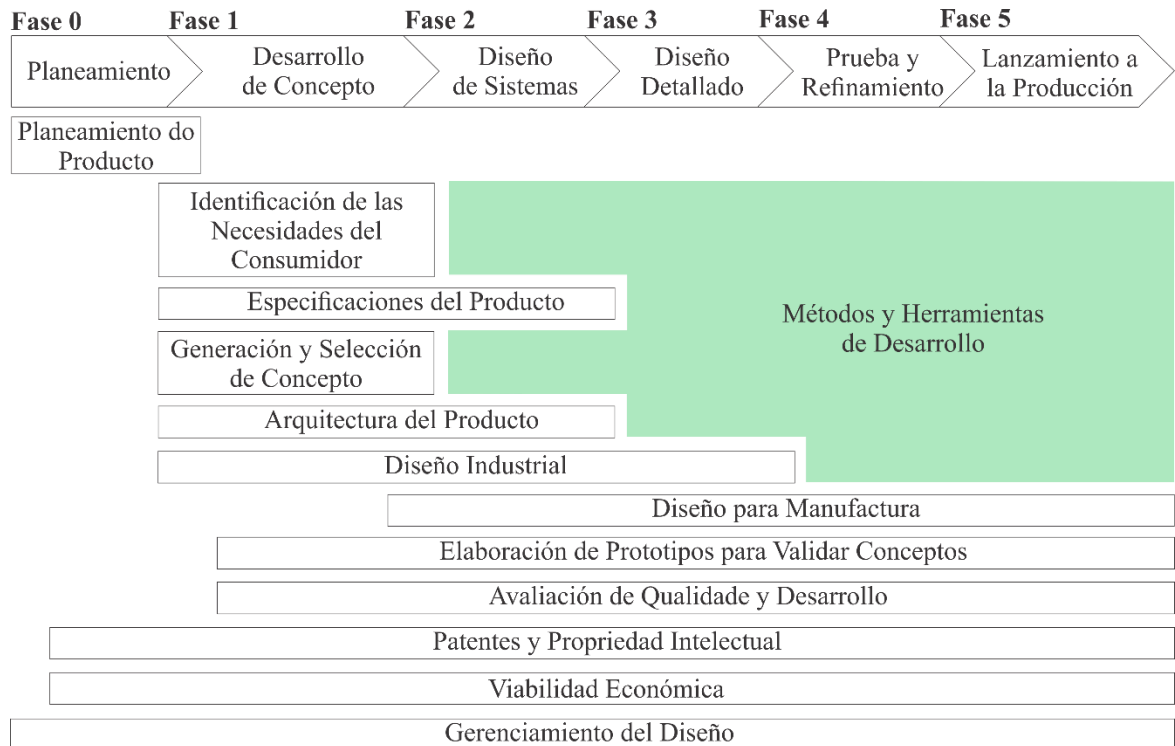 Fase 0 Fase 1 Fase 2 Fase 3 Fase 4 Fase 5
Planeamiento
Desarrollo
de Concepto
Diseño
de Sistemas
Diseño
Detallado
Prueba y
Refinamiento
Lanzamiento a
la Producción
Planeamiento do
Producto
Identificación de las
Necesidades del
Consumidor
Especificaciones del Producto
Métodos y Herramientas
de Desarrollo
Generación y Selección
de Concepto
Arquitectura del Producto
Diseño Industrial
Diseño para Manufactura
Elaboración de Prototipos para Validar Conceptos
Avaliación de Qualidade y Desarrollo
Patentes y Propriedad Intelectual
Viabilidad Económica
Gerenciamiento del Diseño